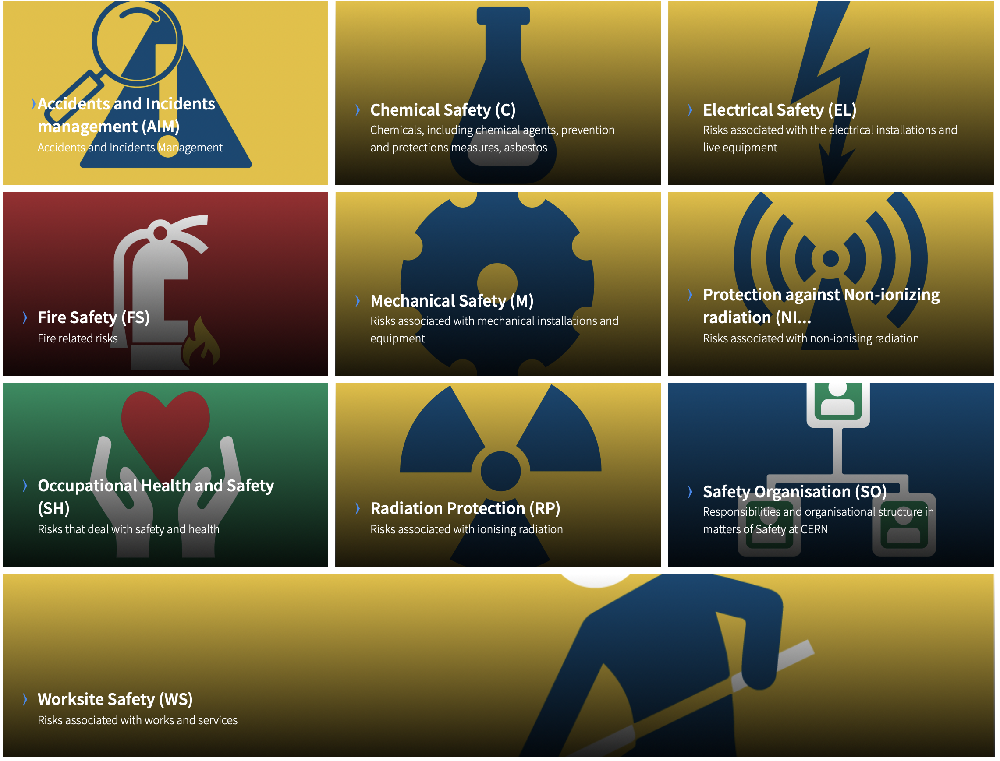 Accidents and Incidents
management (AIM)
Accidents and Incidents Management
Chemical Safety (C)
Chemicals, including chemical agents, prevention
and protections measures, asbestos
Electrical Safety (EL)
Risks associated with the electrical installations and
live equipment
Fire Safety (FS)
Fire related risks
Mechanical Safety (M)
Risks associated with mechanical installations and
equipment
Protection against Non-ionizing
radiation (NI...
Risks associated with non-ionising radiation
Occupational Health and Safety
(SH)
Risks that deal with safety and health
Radiation Protection (RP)
Risks associated with ionising radiation
Safety Organisation (SO)
Responsibilities and organisational structure in
matters of Safety at CERN
Worksite Safety (WS)
Risks associated with works and services